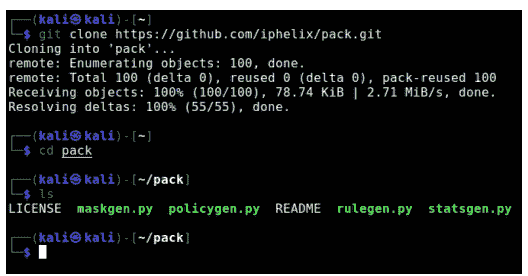 ┌──(kali㉿kali)-[~]
└─$ git clone https://github.com/iphelix/pack.git
Cloning into 'pack'...
remote: Enumerating objects: 100, done.
remote: Total 100 (delta 0), reused 0 (delta 0), pack-reused 100
Receiving objects: 100% (100/100), 78.74 KiB | 2.71 MiB/s, done.
Resolving deltas: 100% (55/55), done.
┌──(kali㉿kali)-[~]
└─$ cd pack
┌──(kali㉿kali)-[~/pack]
└─$ ls
LICENSE maskgen.py policygen.py README rulegen.py statsgen.py
┌──(kali㉿kali)-[~/pack]
└─$